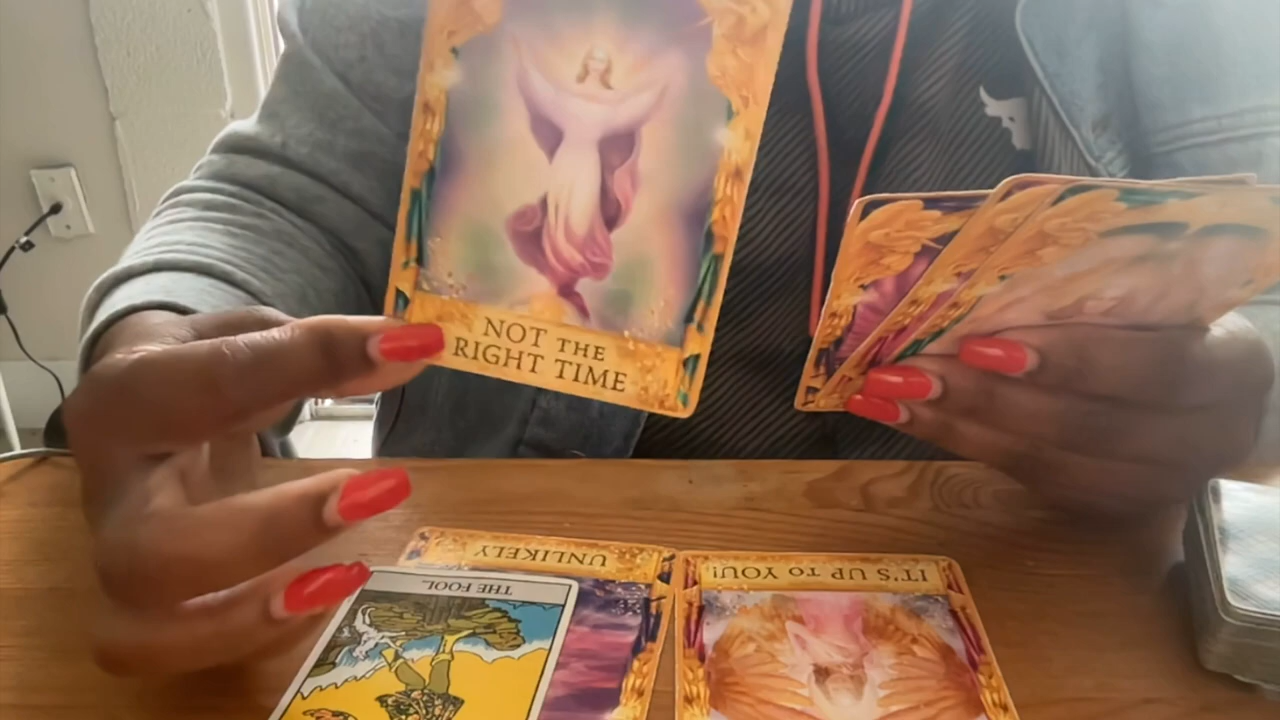 NOT THE
RIGHT TIME
UNLIKELY
IT'S UP TO YOU!
THE FOOL.